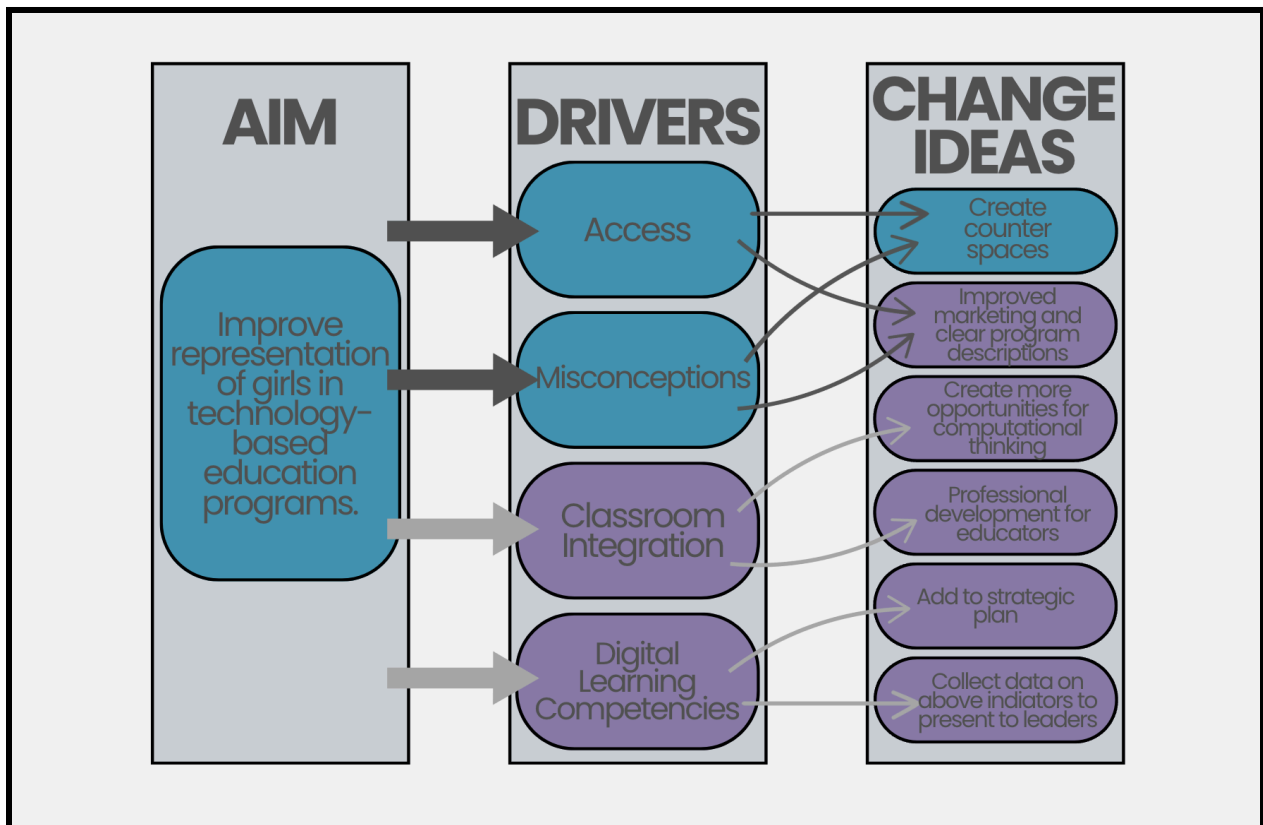 AIM
Improve
representation
of girls in
technology-
based
education
programs.
DRIVERS
Access
Misconceptions
Classroom
Integration
Digital
Learning
Competencies
CHANGE
IDEAS
Create
counter
spaces
Improved
marketing and
clear program
descriptions
Create more
opportunities for
computational
thinking
Professional
development for
educators
Add to strategic
plan
Collect data on
above indiators to
present to leaders